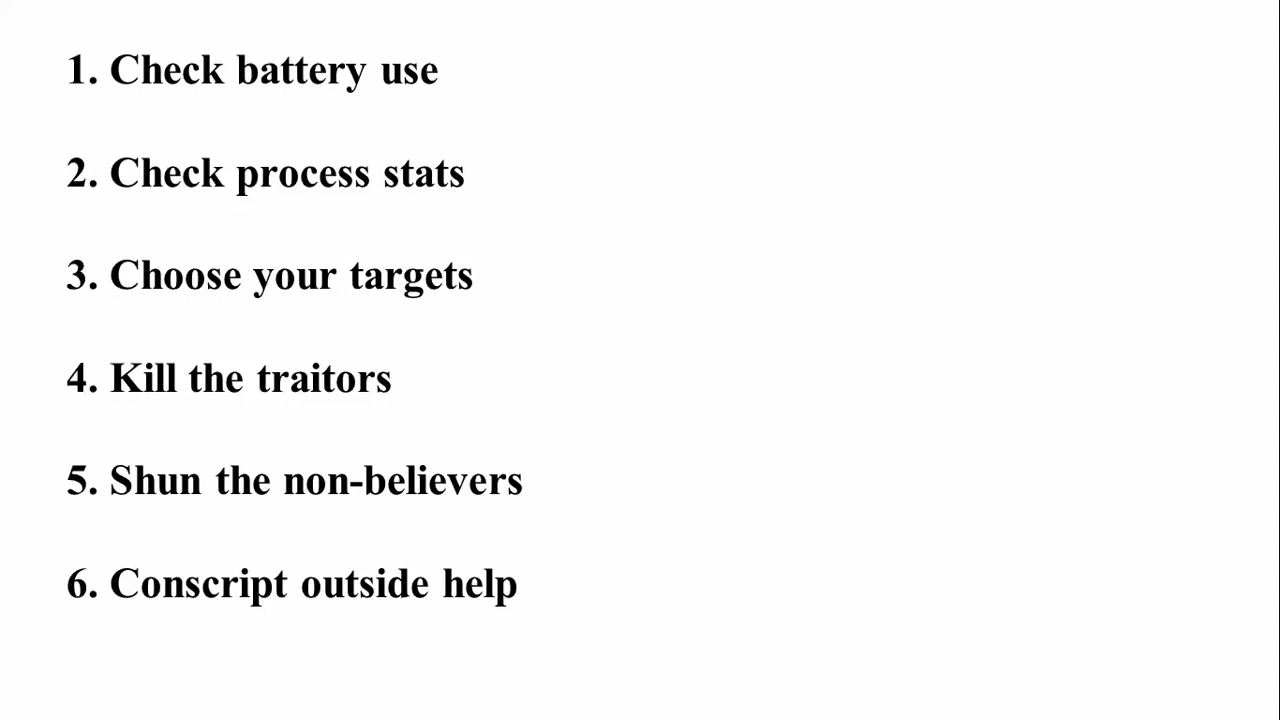 1. Check battery use
2. Check process stats
3. Choose your targets
4. Kill the traitors
5. Shun the non-believers
6. Conscript outside help